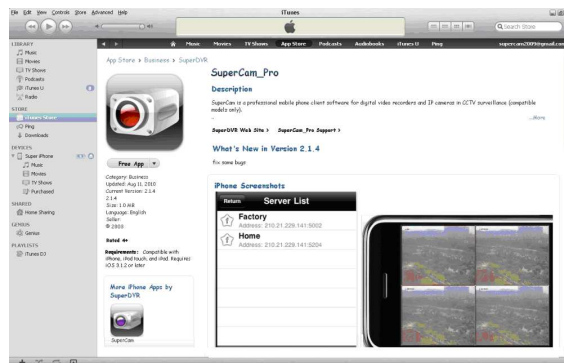 File Edit View Controls Store Advanced Help
iTunes
Search Store
LIBRARY
Music
Movies
TV Shows
Podcasts
iTunes U
Radio
STORE
iTunes Store
Ping
Downloads
DEVICES
Super iPhone
Music
Movies
TV Shows
Purchased
SHARED
Home Sharing
GENIUS
Genius
PLAYLISTS
iTunes DJ
Music Movies TV Shows App Store Podcasts Audiobooks iTunes U Ping
App Store > Business > SuperDVR
Free App
Category: Business
Updated: Aug 11, 2010
Current Version: 2.1.4
2.1.4
Size: 1.0 MB
Language: English
Seller:
© 2003
Rated 4+
Requirements: Compatible with
iPhone, iPod touch, and iPad. Requires
iOS 3.1.2 or later
More iPhone Apps by
SuperDVR
SuperCam
SuperCam_Pro
Description
SuperCam is a professional mobile phone client software for digital video recorders and IP cameras in CCTV surveillance (compatible
models only).
...More
SuperDVR Web Site > SuperCam_Pro Support >
What's New in Version 2.1.4
fix some bugs
iPhone Screenshots
Return Server List
Factory
Address: 210.21.229.141:5002
Home
Address: 210.21.229.141:5204